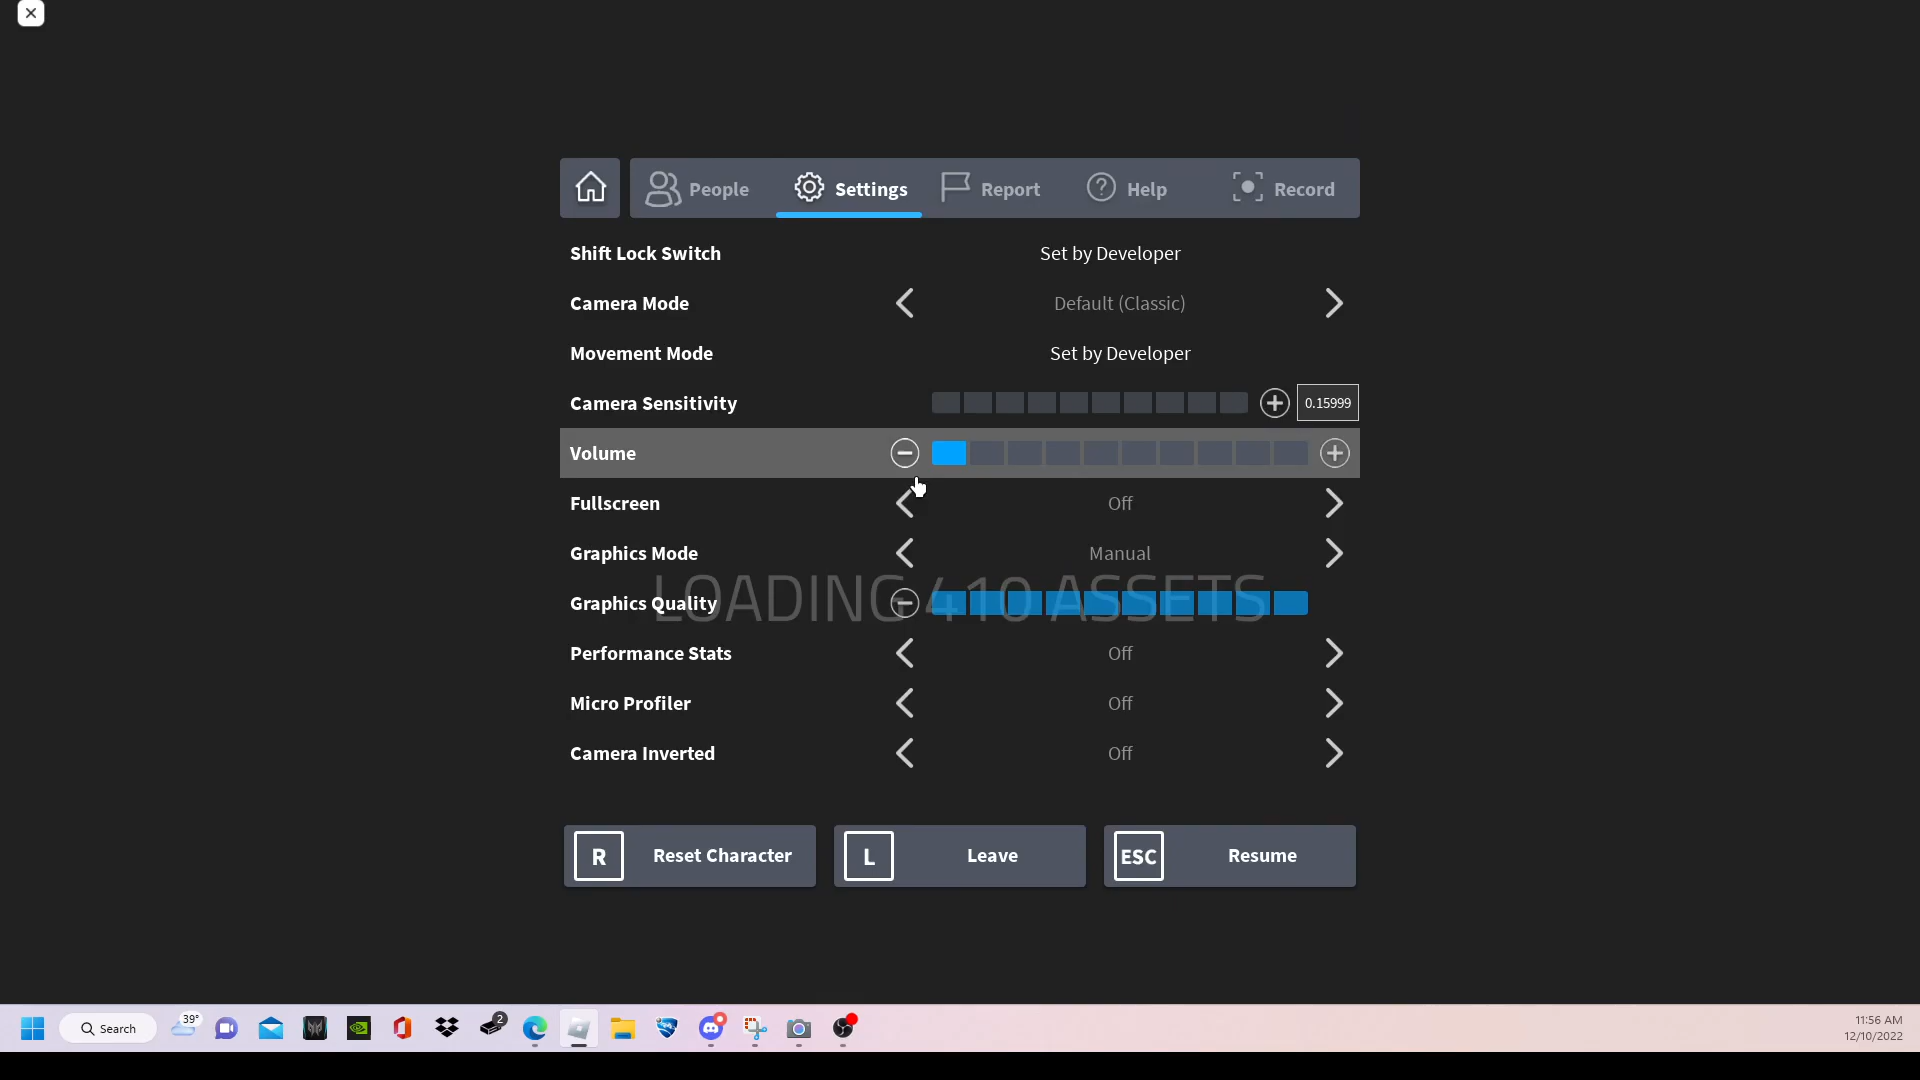 People Settings Report Help Record
Shift Lock Switch Set by Developer
Camera Mode Default (Classic)
Movement Mode Set by Developer
Camera Sensitivity 0.15999
Volume
Fullscreen Off
Graphics Mode Manual
LOADING 410 ASSETS
Graphics Quality
Performance Stats Off
Micro Profiler Off
Camera Inverted Off
R Reset Character L Leave ESC Resume
Search 39° 2 11:56 AM
12/10/2022